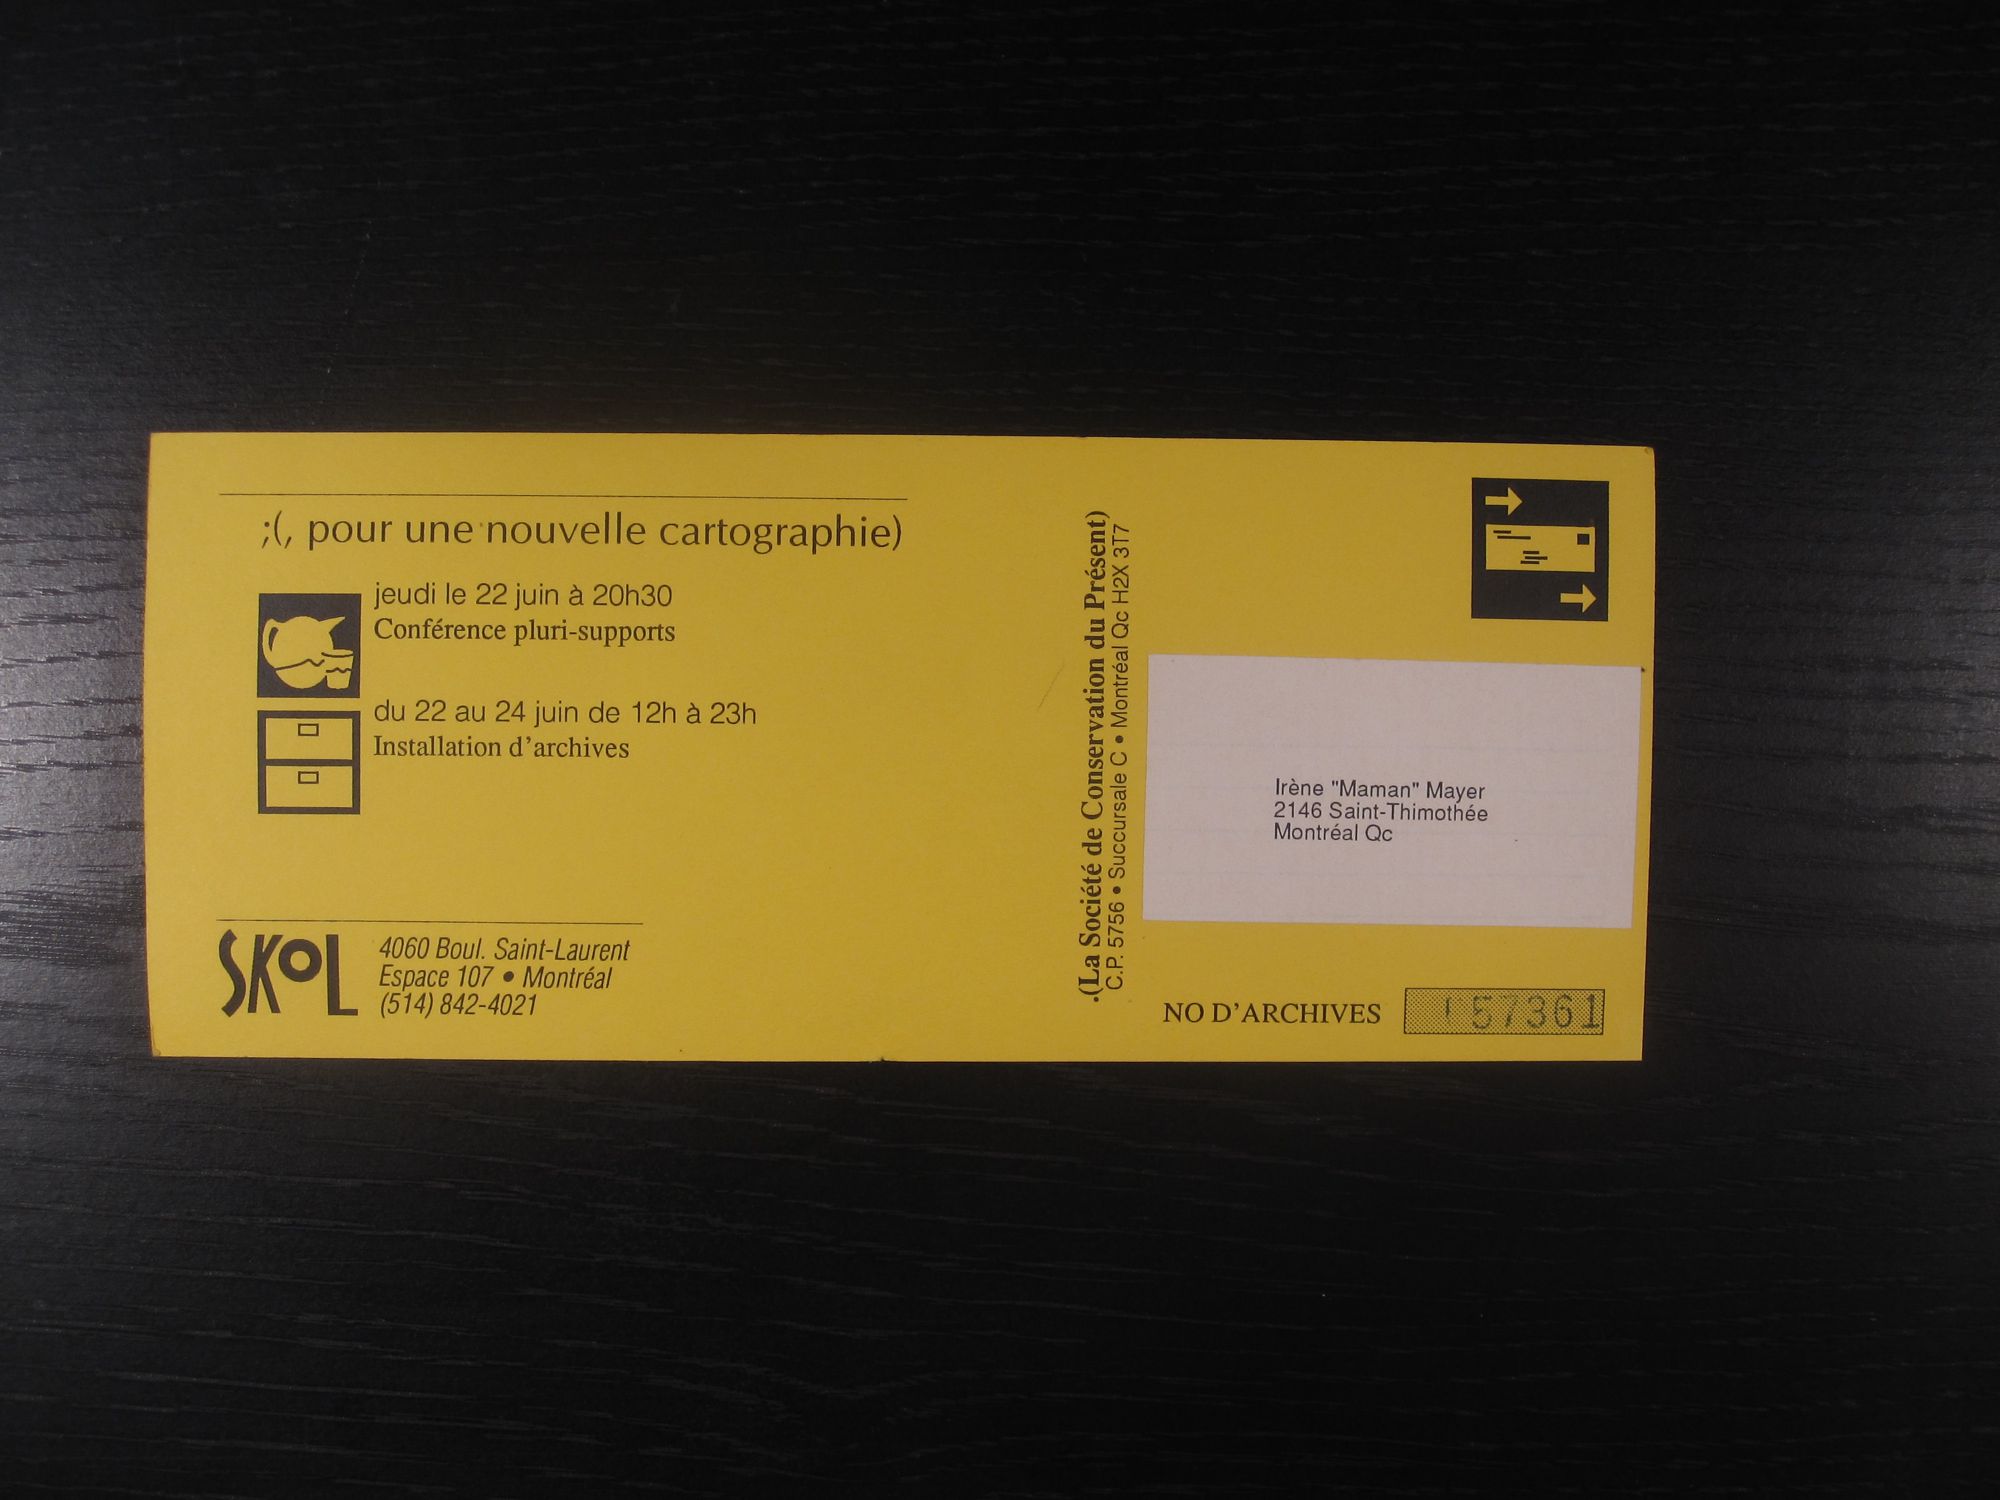 ;(, pour une nouvelle cartographie)
jeudi le 22 juin à 20h30
Conférence pluri-supports
du 22 au 24 juin de 12h à 23h
Installation d’archives
SKOL
4060 Boul. Saint-Laurent
Espace 107 • Montréal
(514) 842-4021
.(La Société de Conservation du Présent)
C.P. 5756 • Succursale C • Montréal Qc H2X 3T7
Irène "Maman" Mayer
2146 Saint-Thimothée
Montréal Qc
NO D’ARCHIVES 57361